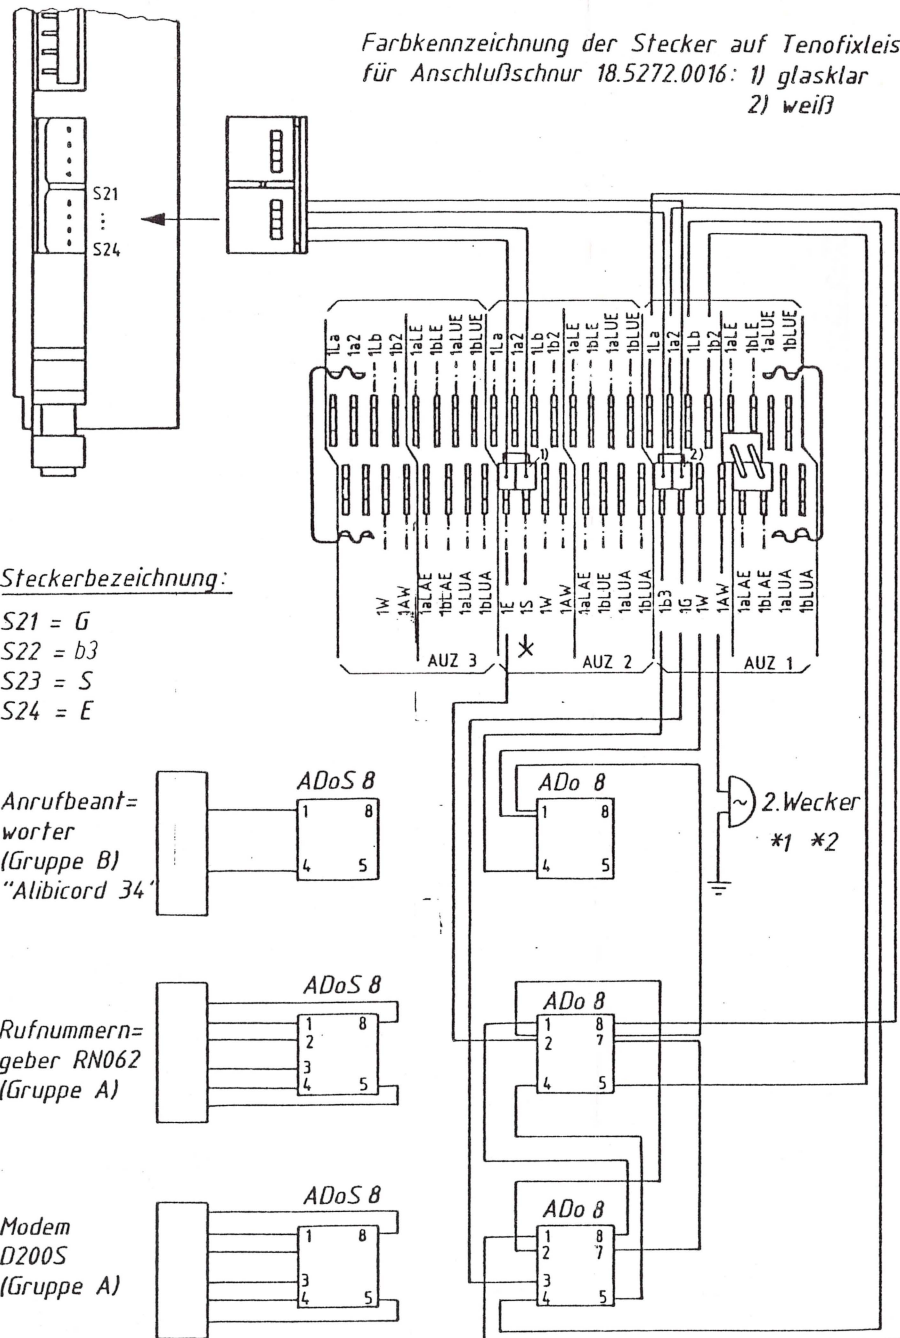 Farbkennzeichnung der Stecker auf Tenofixleis
für Anschlußschnur 18.5272.0016: 1) glasklar
2) weiß
S21
S24
1La
1a2
1Lb
1b2
1aLE
1bLE
1aLUE
1bLUE
1La
1a2
1Lb
1b2
1aLE
1bLE
1aLUE
1bLUE
1La
1a2
1Lb
1b2
1aLE
1bLE
1aLUE
1bLUE
1)
2)
1W
1AW
1aLAE
1bLAE
1aLUA
1bLUA
1E
1S
1W
1AW
1aLAE
1bLUE
1aLUA
1bLUA
1b3
1G
1W
1AW
1aLAE
1bLAE
1aLUA
1bLUA
AUZ 3
AUZ 2
AUZ 1
Steckerbezeichnung:
S21 = G
S22 = b3
S23 = S
S24 = E
Anrufbeant=
worter
(Gruppe B)
"Alibicord 34"
ADoS 8
1 8
4 5
ADo 8
1 8
4 5
~
2.Wecker
*1 *2
Rufnummern=
geber RN062
(Gruppe A)
ADoS 8
1 8
2
3
4 5
ADo 8
1 8
2 7
4 5
Modem
D200S
(Gruppe A)
ADoS 8
1 8
3
4 5
ADo 8
1 8
2 7
3
4 5